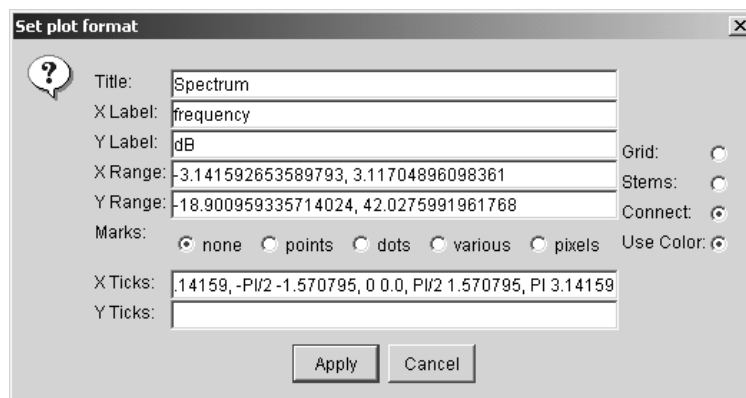 Set plot format
Title: Spectrum
X Label: frequency
Y Label: dB
X Range: -3.141592653589793, 3.11704896098361
Y Range: -18.900959335714024, 42.0275991961768
Marks: none points dots various pixels
X Ticks: .14159, -PI/2 -1.570795, 0 0.0, PI/2 1.570795, PI 3.14159
Y Ticks:
Grid:
Stems:
Connect:
Use Color:
Apply Cancel